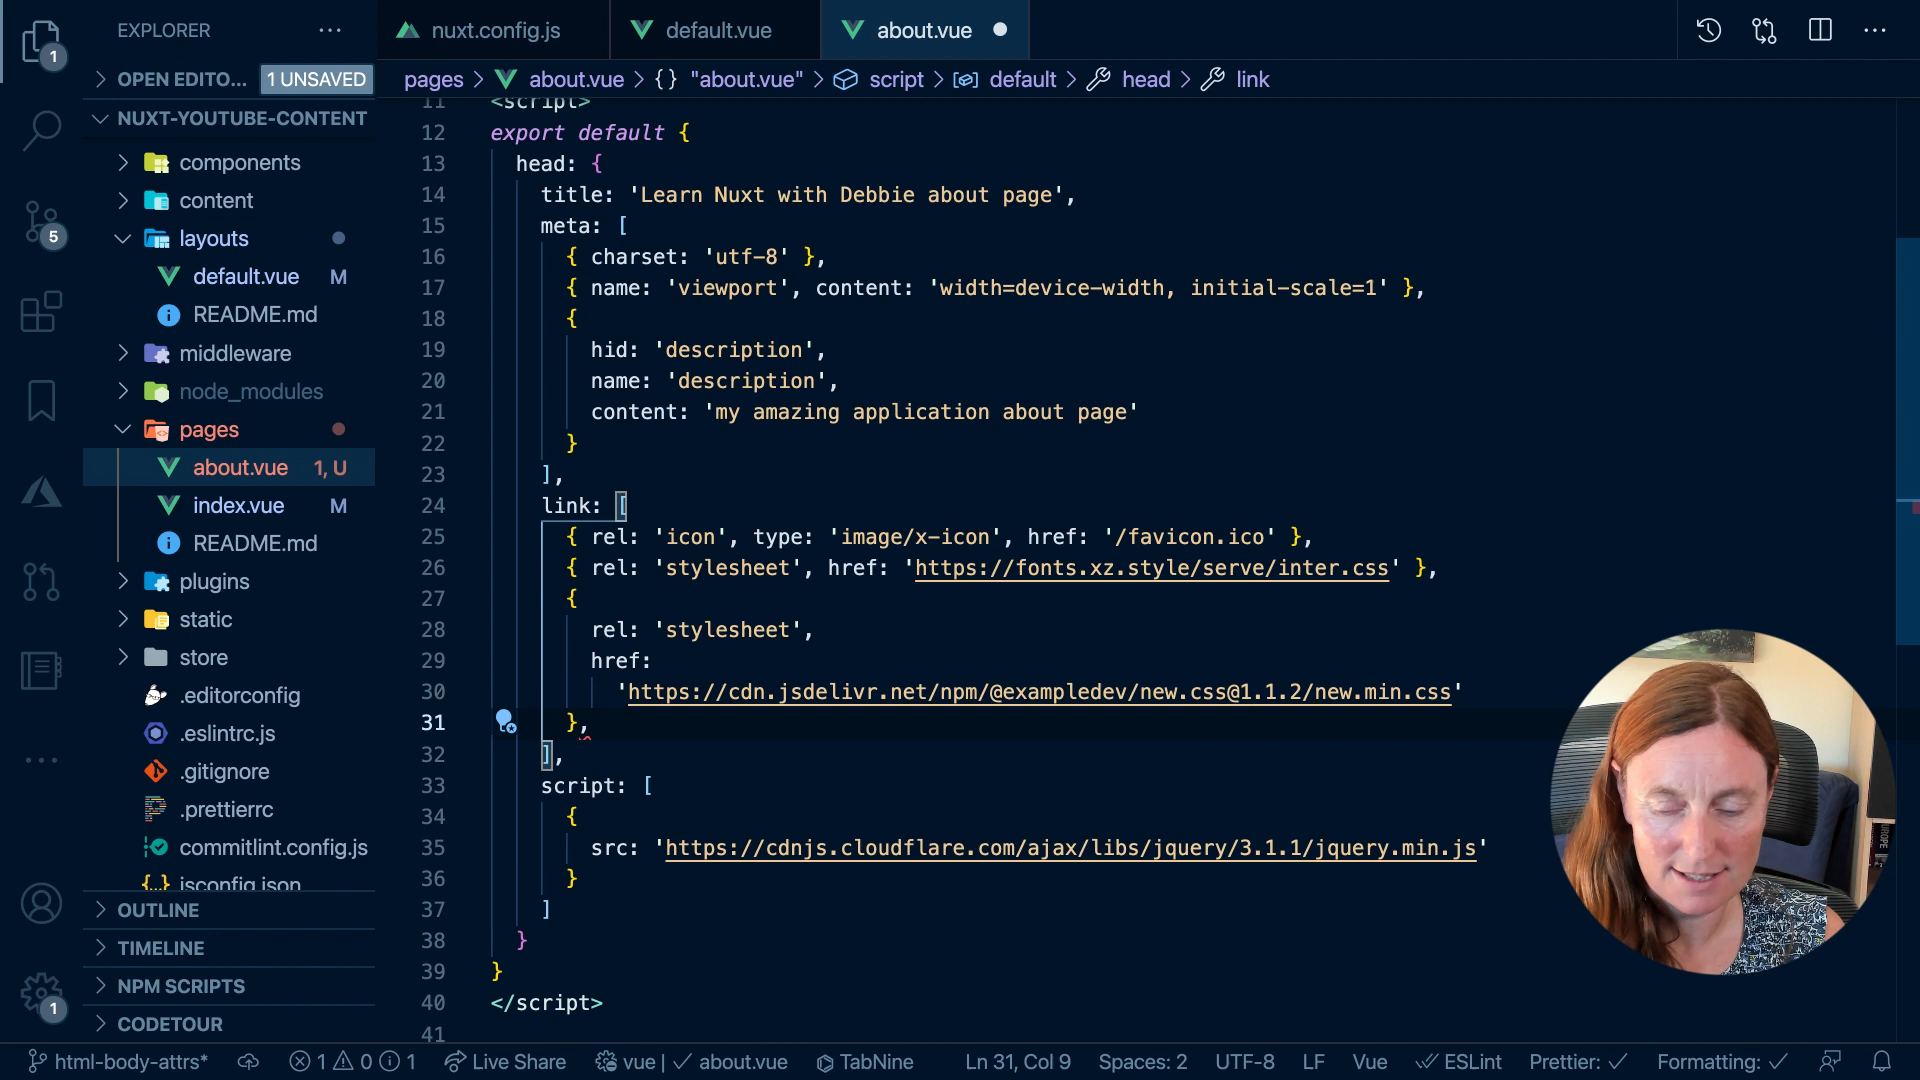 EXPLORER
nuxt.config.js
default.vue
about.vue
1
OPEN EDITO...
1 UNSAVED
pages > about.vue > {} "about.vue" > script > default > head > link
NUXT-YOUTUBE-CONTENT
components
content
layouts
default.vue M
README.md
middleware
node_modules
pages
about.vue 1, U
index.vue M
README.md
plugins
static
store
.editorconfig
.eslintrc.js
.gitignore
.prettierrc
commitlint.config.js
jsconfig.json
OUTLINE
TIMELINE
NPM SCRIPTS
CODETOUR
5
1
11 <script>
12 export default {
13 head: {
14 title: 'Learn Nuxt with Debbie about page',
15 meta: [
16 { charset: 'utf-8' },
17 { name: 'viewport', content: 'width=device-width, initial-scale=1' },
18 {
19 hid: 'description',
20 name: 'description',
21 content: 'my amazing application about page'
22 }
23 ],
24 link: [
25 { rel: 'icon', type: 'image/x-icon', href: '/favicon.ico' },
26 { rel: 'stylesheet', href: 'https://fonts.xz.style/serve/inter.css' },
27 {
28 rel: 'stylesheet',
29 href:
30 'https://cdn.jsdelivr.net/npm/@exampledev/new.css@1.1.2/new.min.css'
31 },
32 ],
33 script: [
34 {
35 src: 'https://cdnjs.cloudflare.com/ajax/libs/jquery/3.1.1/jquery.min.js'
36 }
37 ]
38 }
39 }
40 </script>
41
html-body-attrs* 1 0 1 Live Share vue | about.vue TabNine Ln 31, Col 9 Spaces: 2 UTF-8 LF Vue ESLint Prettier: Formatting: